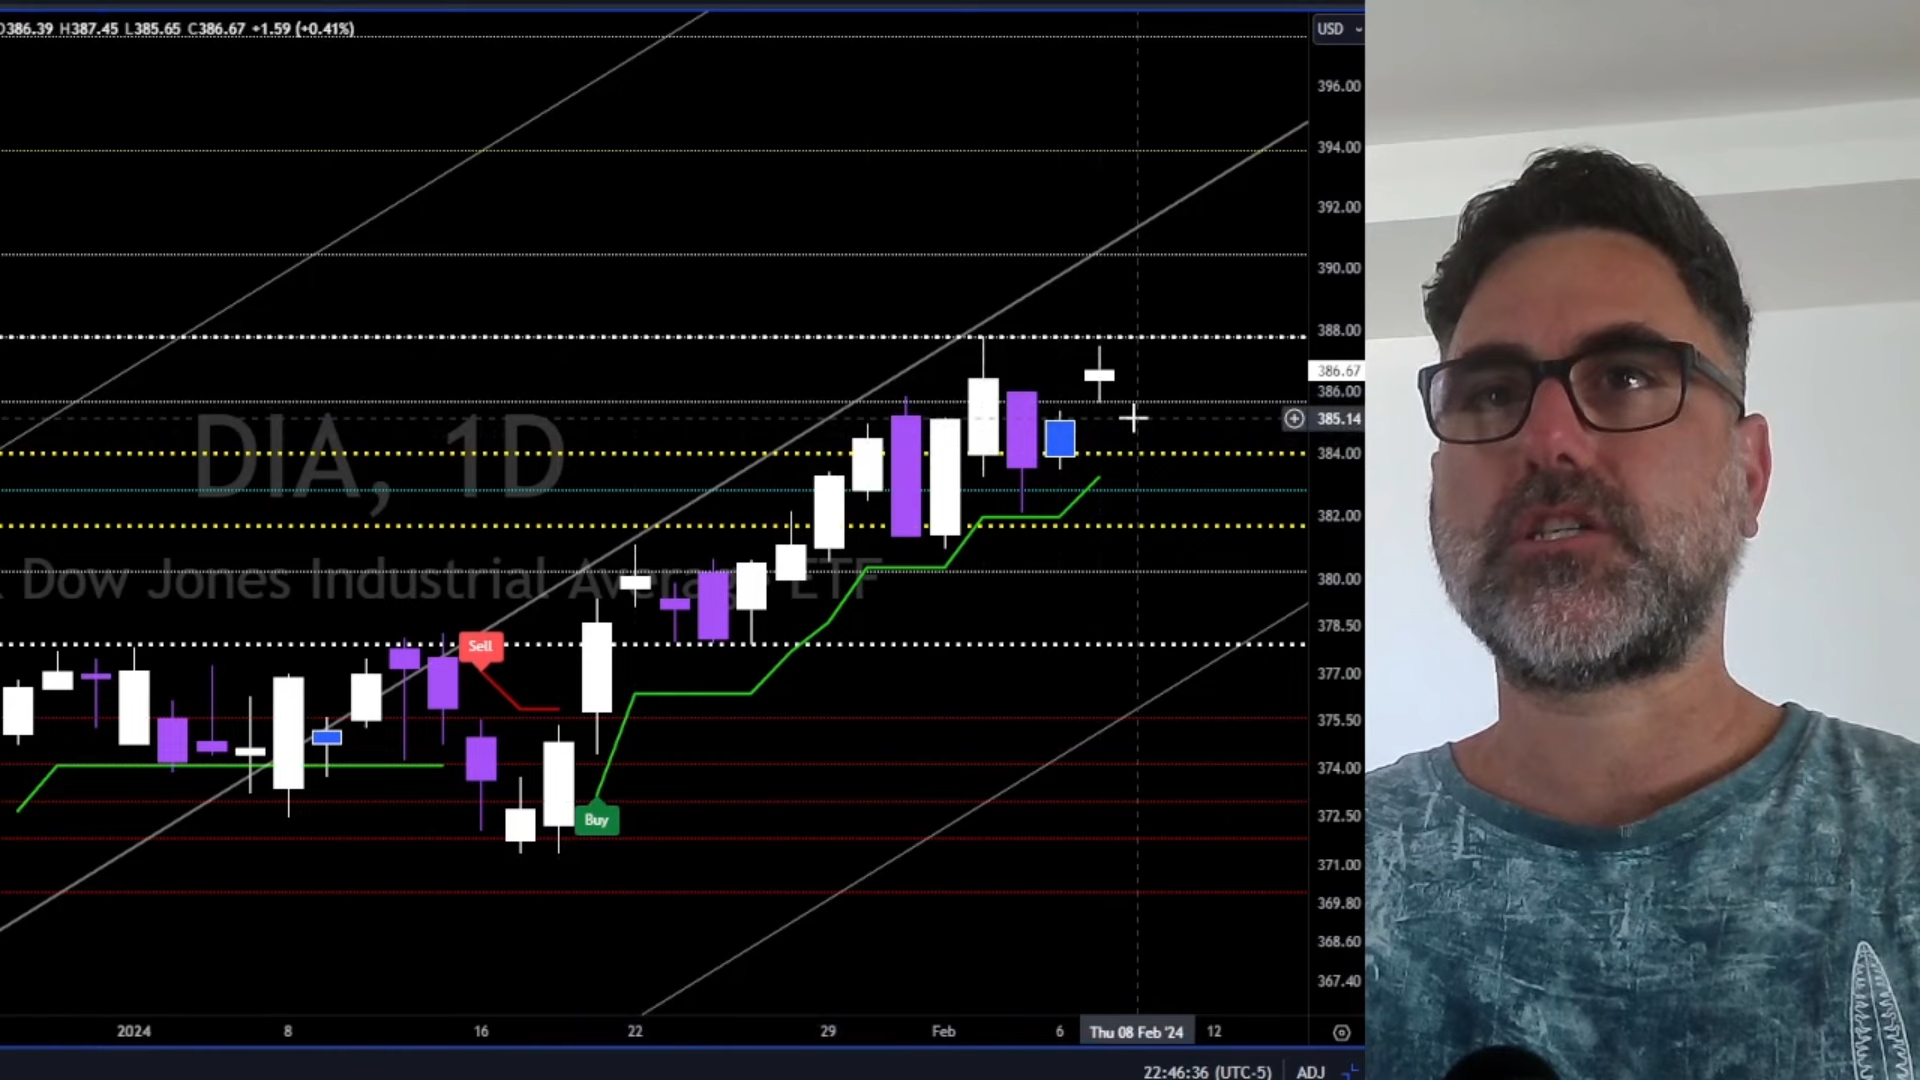 O386.39 H387.45 L385.65 C386.67 +1.59 (+0.41%)
USD
396.00
394.00
392.00
390.00
388.00
386.67
386.00
385.14
384.00
382.00
380.00
378.50
377.00
375.50
374.00
372.50
371.00
369.80
368.60
367.40
DIA, 1D
Dow Jones Industrial Average ETF
Sell
Buy
2024 8 16 22 29 Feb 6 Thu 08 Feb '24 12
22:46:36 (UTC-5) ADJ